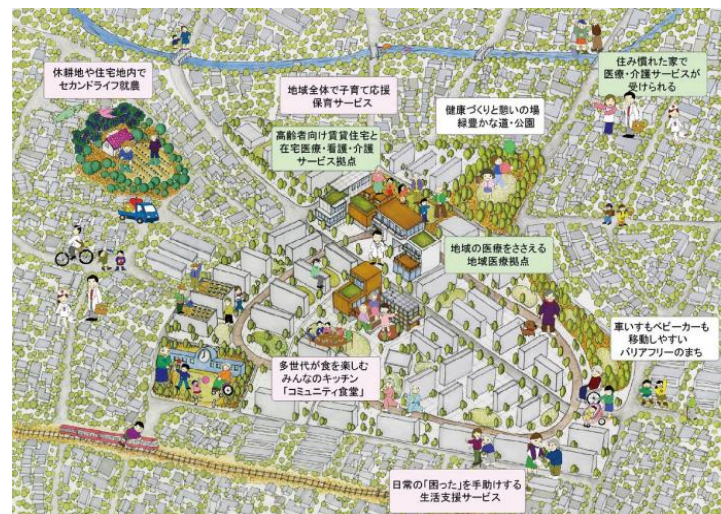 休耕地や住宅地内で
セカンドライフ就農
地域全体で子育て応援
保育サービス
住み慣れた家で
医療・介護サービスが
受けられる
健康づくりと憩いの場
緑豊かな道・公園
高齢者向け賃貸住宅と
在宅医療・看護・介護
サービス拠点
地域の医療をささえる
地域医療拠点
車いすもベビーカーも
移動しやすい
バリアフリーのまち
多世代が食を楽しむ
みんなのキッチン
「コミュニティ食堂」
日常の「困った」を手助けする
生活支援サービス